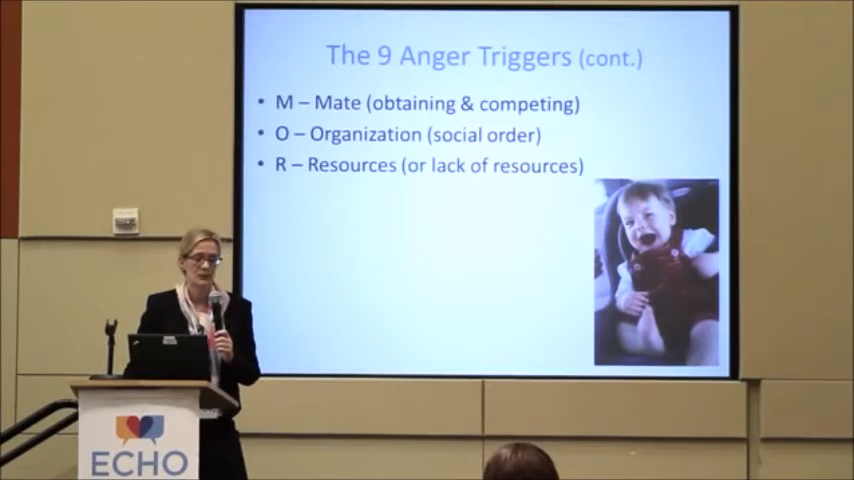 The 9 Anger Triggers (cont.)
• M – Mate (obtaining & competing)
• O – Organization (social order)
• R – Resources (or lack of resources)
ECHO